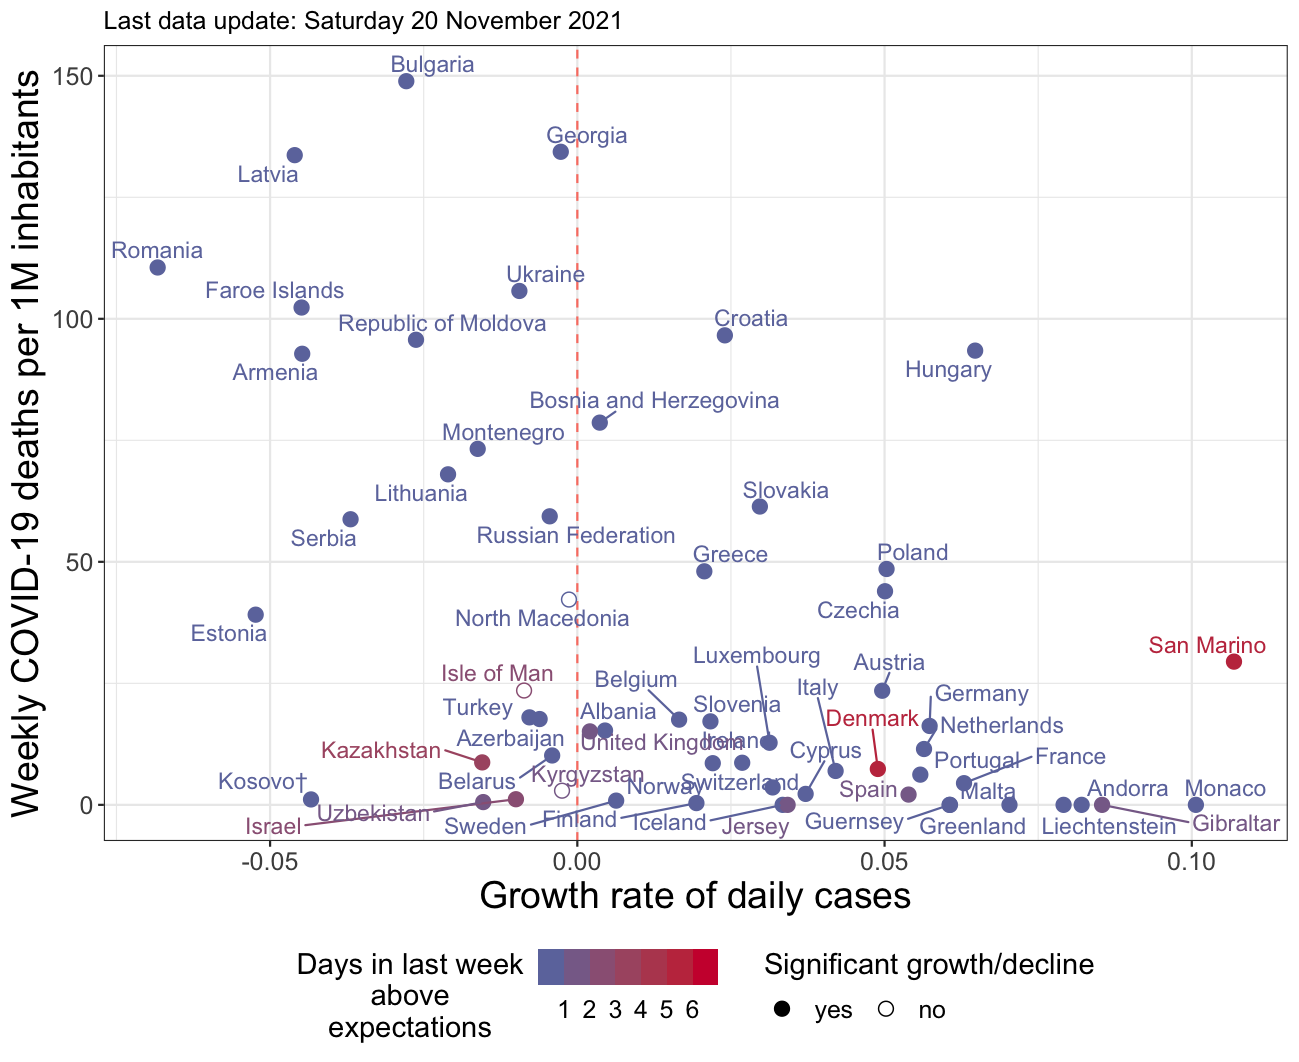 Last data update: Saturday 20 November 2021
Weekly COVID-19 deaths per 1M inhabitants
150
100
50
0
Bulgaria
Georgia
Latvia
Romania
Ukraine
Faroe Islands
Republic of Moldova
Croatia
Armenia
Hungary
Bosnia and Herzegovina
Montenegro
Lithuania
Slovakia
Serbia
Russian Federation
Greece
Poland
North Macedonia
Czechia
Estonia
San Marino
Luxembourg
Austria
Isle of Man
Belgium
Italy
Germany
Turkey
Albania
Slovenia
Denmark
Netherlands
Azerbaijan
United Kingdom
Ireland
Kazakhstan
Cyprus
Portugal
France
Kosovo†
Belarus
Kyrgyzstan
Norway
Switzerland
Spain
Malta
Andorra
Monaco
Uzbekistan
Israel
Sweden
Finland
Iceland
Jersey
Guernsey
Greenland
Liechtenstein
Gibraltar
-0.05
0.00
0.05
0.10
Growth rate of daily cases
Days in last week
above
expectations
1 2 3 4 5 6
Significant growth/decline
yes
no